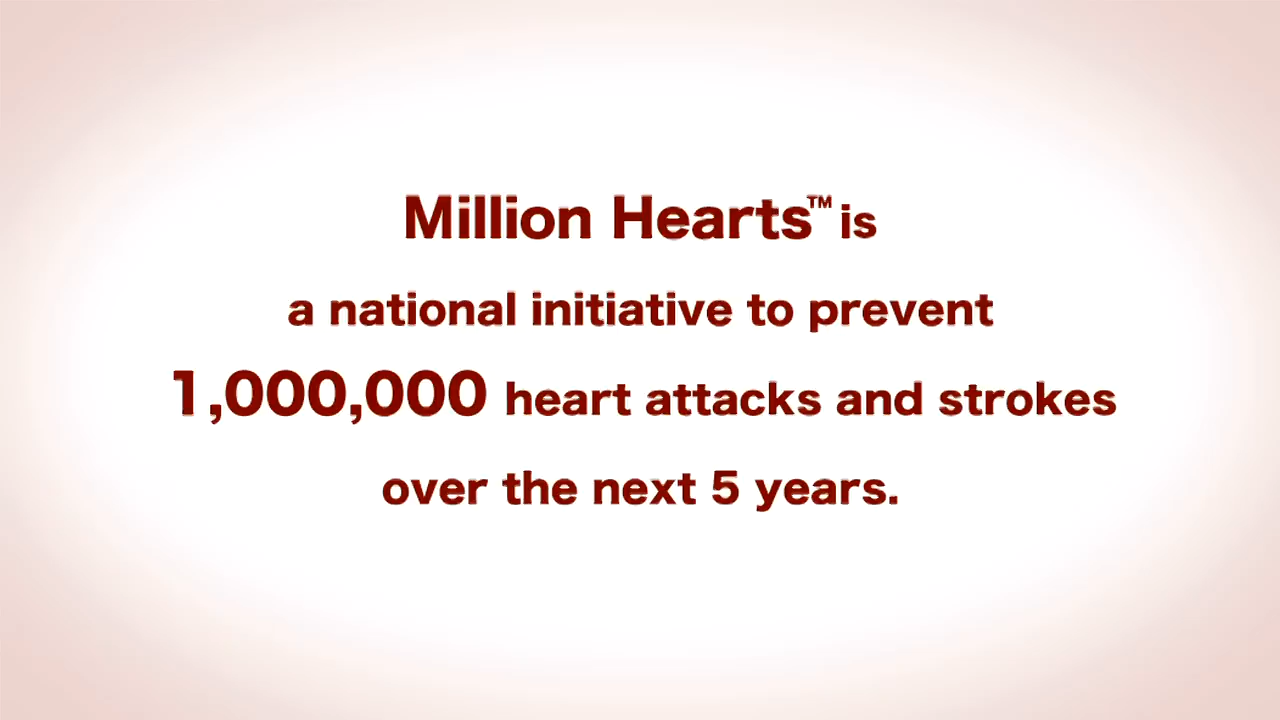 Million Hearts™ is
a national initiative to prevent
1,000,000 heart attacks and strokes
over the next 5 years.